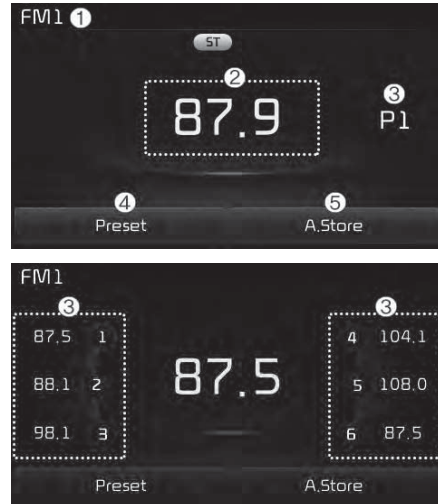 FM1 ①
ST
②
87.9
③
P1
④ ⑤
Preset A.Store
FM1
③ ③
87.5 1 87.5 4 104.1
88.1 2 5 108.0
98.1 3 6 87.5
Preset A.Store